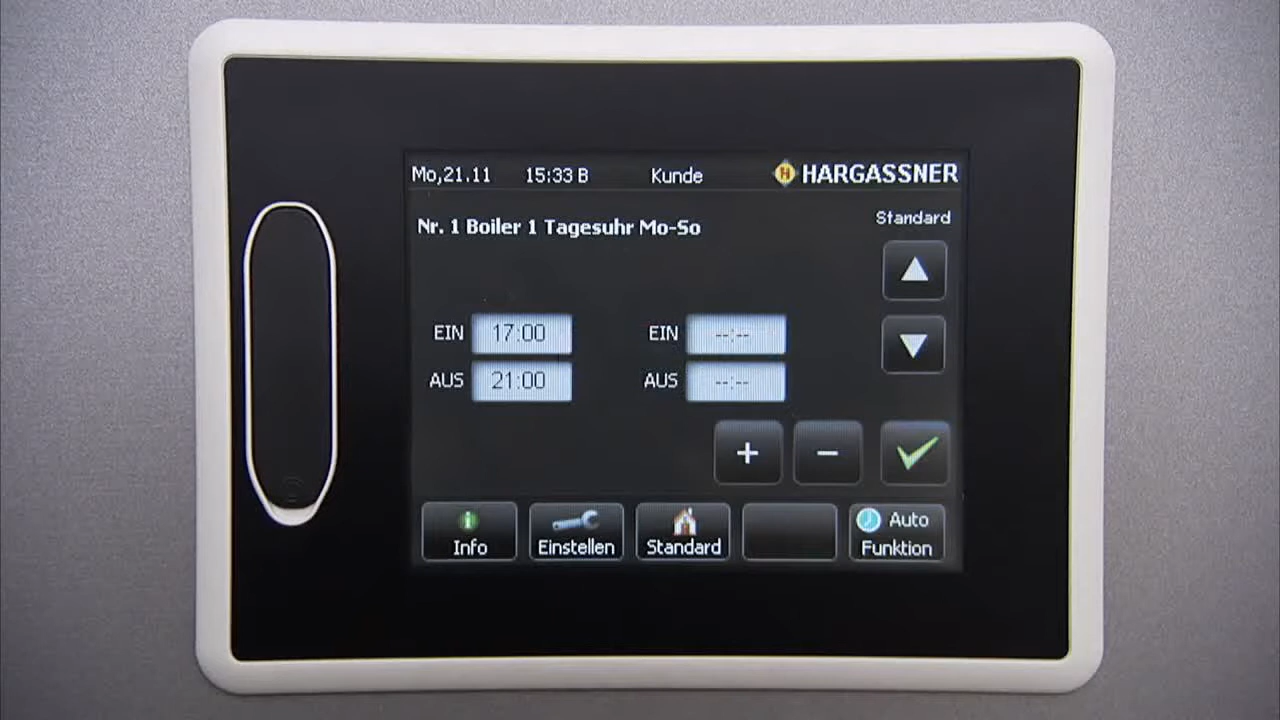 Mo,21.11 15:33 B Kunde H HARGASSNER
Nr. 1 Boiler 1 Tagesuhr Mo-So
Standard
EIN 17:00 EIN --:--
AUS 21:00 AUS --:--
+ −
Info Einstellen Standard Auto Funktion